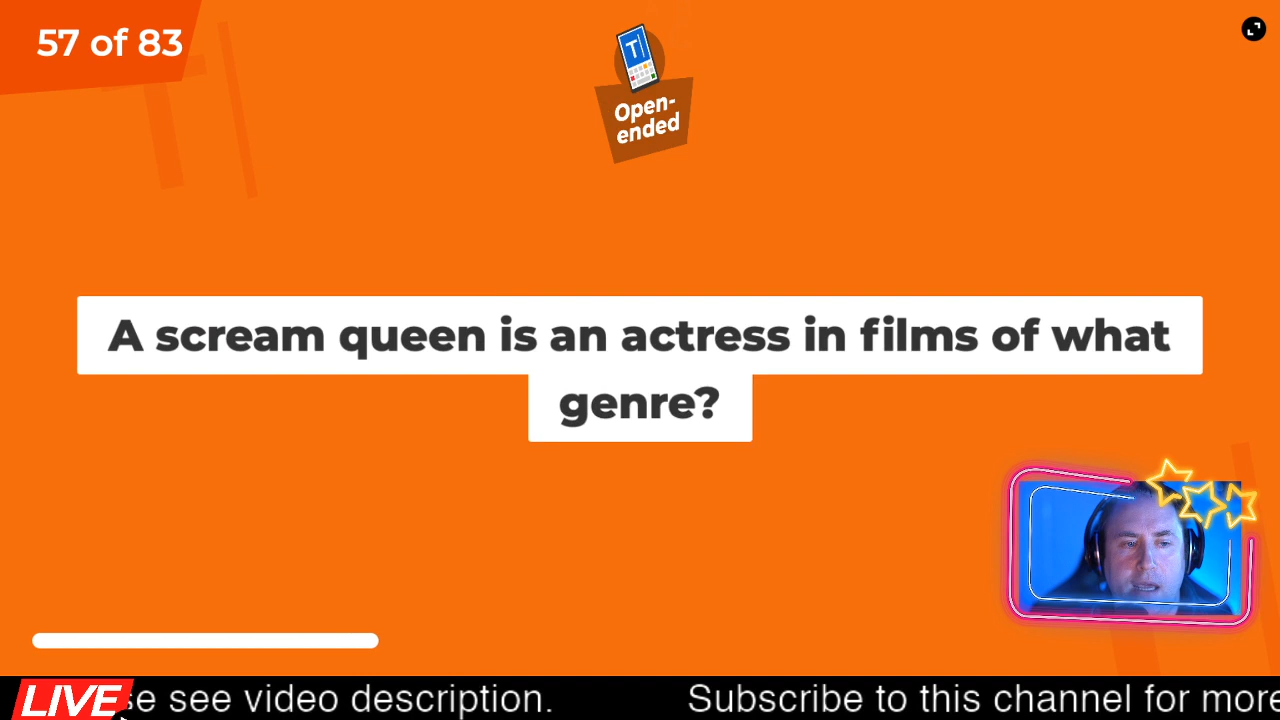 57 of 83
T
Open-
ended
A scream queen is an actress in films of what
genre?
LIVE
se see video description. Subscribe to this channel for more